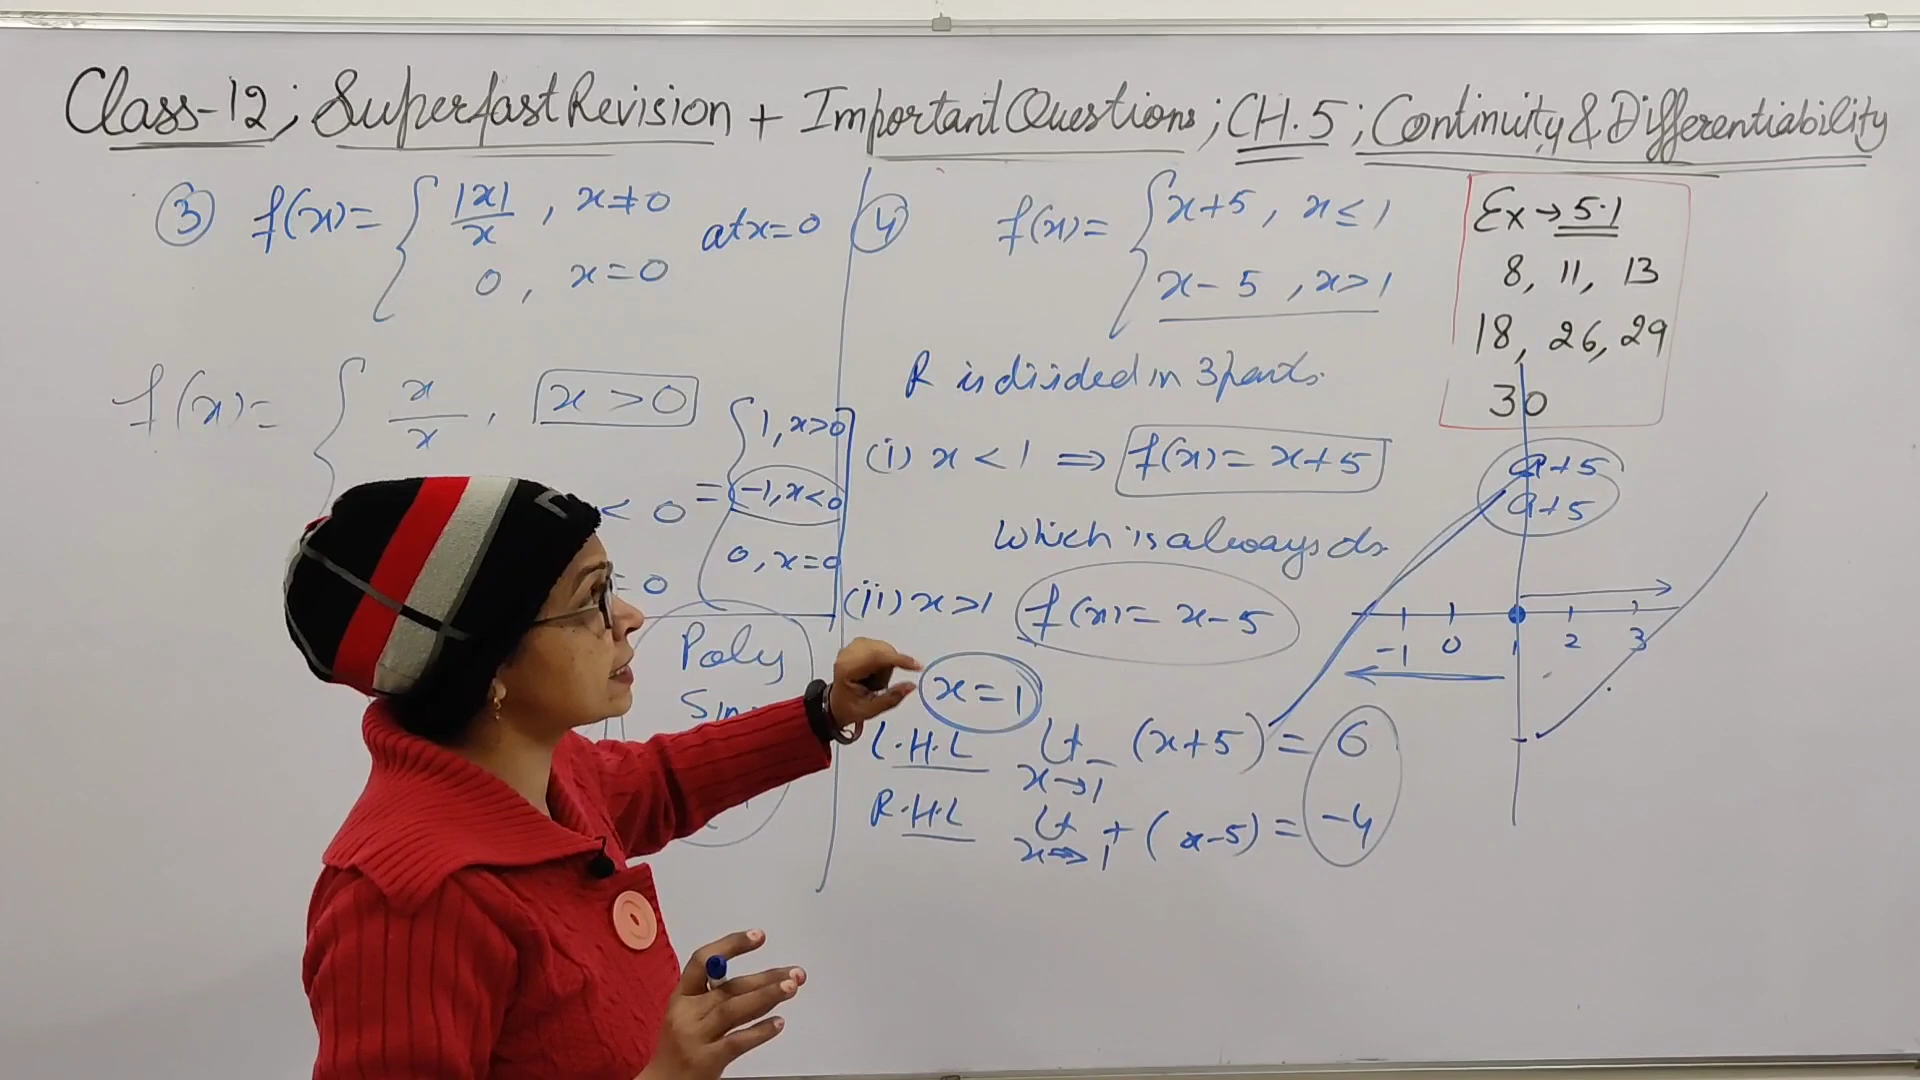 Class-12; Superfast Revision + Important Questions; CH.5; Continuity & Differentiability
③ f(x)= { |x|/x , x≠0
0 , x=0
at x=0
f(x)= { x/x , x>0
< 0
=0
= { 1, x>0
-1, x<0
0, x=0
Poly
④ f(x)= { x+5 , x≤1
x-5 , x>1
R is divided in 3 parts.
(i) x<1 ⇒ f(x)= x+5
which is always cts.
(ii) x>1 f(x)= x-5
x=1
L.H.L Lt x→1- (x+5) = 6
R.H.L Lt x→1+ (x-5) = -4
Ex→5.1
8, 11, 13
18, 26, 29
30
a+5
a+5
-1 0 1 2 3